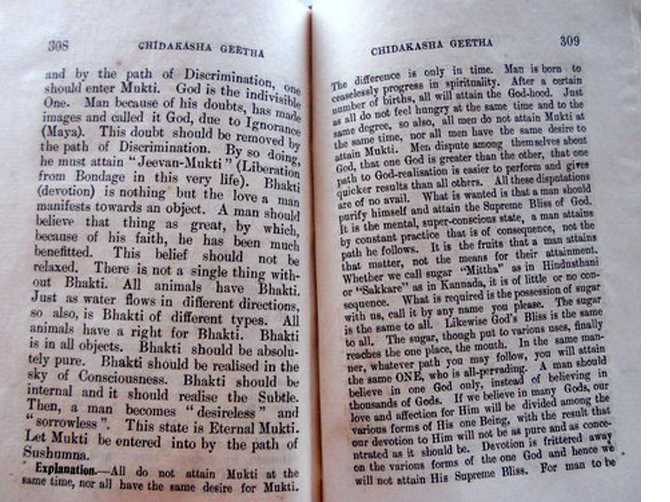 308 CHIDAKASHA GEETHA
and by the path of Discrimination, one
should enter Mukti. God is the indivisible
One. Man because of his doubts, has made
images and called it God, due to Ignorance
(Maya). This doubt should be removed by
the path of Discrimination. By so doing,
he must attain "Jeevan-Mukti" (Liberation
from Bondage in this very life). Bhakti
(devotion) is nothing but the love a man
manifests towards an object. A man should
believe that thing as great, by which,
because of his faith, he has been much
benefitted. This belief should not be
relaxed. There is not a single thing with-
out Bhakti. All animals have Bhakti.
Just as water flows in different directions,
so also, is Bhakti of different types. All
animals have a right for Bhakti. Bhakti
is in all objects. Bhakti should be absolu-
tely pure. Bhakti should be realised in the
sky of Consciousness. Bhakti should be
internal and it should realise the Subtle.
Then, a man becomes "desireless" and
"sorrowless". This state is Eternal Mukti.
Let Mukti be entered into by the path of
Sushumna.
Explanation.—All do not attain Mukti at the
same time, nor all have the same desire for Mukti.
CHIDAKASHA GEETHA 309
The difference is only in time. Man is born to
ceaselessly progress in spirituality. After a certain
number of births, all will attain the God-hood. Just
as all do not feel hungry at the same time and to the
same degree, so also, all men do not attain Mukti at
the same time, nor all men have the same desire to
attain Mukti. Men dispute among themselves about
God, that one God is greater than the other, that one
path to God-realisation is easier to perform and gives
quicker results than all others. All these disputations
are of no avail. What is wanted is that a man should
purify himself and attain the Supreme Bliss of God.
It is the mental, super-conscious state, a man attains
by constant practice that is of consequence, not the
path he follows. It is the fruits that a man attains
that matter, not the means for their attainment.
Whether we call sugar "Mittha" as in Hindusthani
or "Sakkare" as in Kannada, it is of little or no con-
sequence. What is required is the possession of sugar
with us, call it by any name you please. The sugar
is the same to all. Likewise God's Bliss is the same
to all. The sugar, though put to various uses, finally
reaches the one place, the mouth. In the same man-
ner, whatever path you may follow, you will attain
the same ONE, who is all-pervading. A man should
believe in one God only, instead of believing in
thousands of Gods. If we believe in many Gods, our
love and affection for Him will be divided among the
various forms of His one Being, with the result that
our devotion to Him will not be as pure and as conce-
ntrated as it should be. Devotion is frittered away
on the various forms of the one God and hence we
will not attain His Supreme Bliss. For man to be